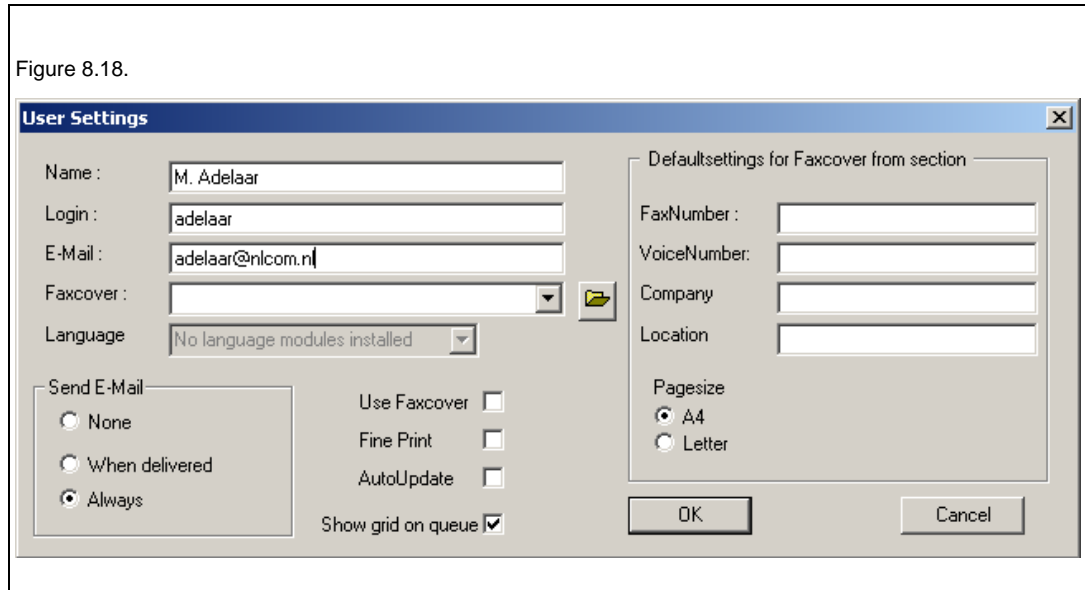 Figure 8.18.
User Settings
Name :
M. Adelaar
Login :
adelaar
E-Mail :
adelaar@nlcom.nl
Faxcover :
Language
No language modules installed
Send E-Mail
None
When delivered
Always
Use Faxcover
Fine Print
AutoUpdate
Show grid on queue
Defaultsettings for Faxcover from section
FaxNumber :
VoiceNumber:
Company
Location
Pagesize
A4
Letter
OK
Cancel